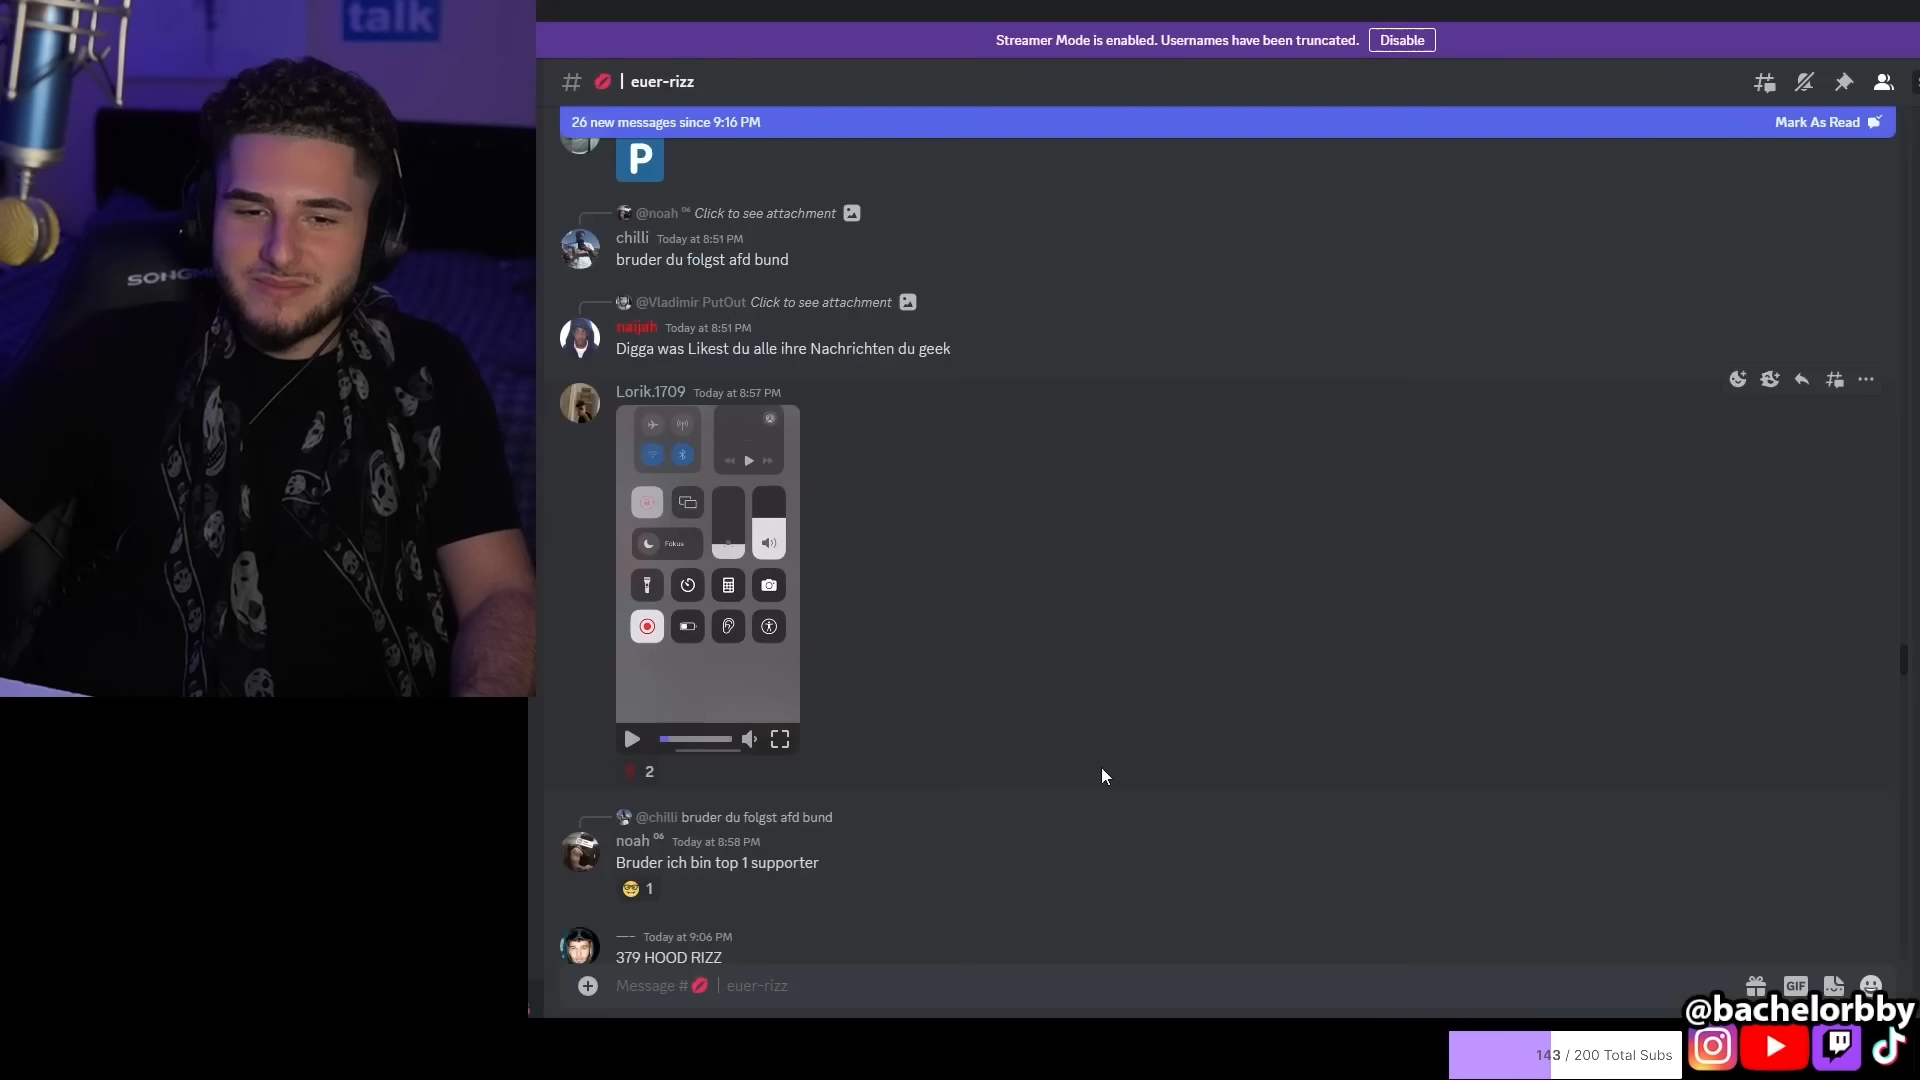 talk
SONGM
Streamer Mode is enabled. Usernames have been truncated.
Disable
euer-rizz
26 new messages since 9:16 PM
Mark As Read
P
@noah 06 Click to see attachment
chilli Today at 8:51 PM
bruder du folgst afd bund
@Vladimir PutOut Click to see attachment
naijah Today at 8:51 PM
Digga was Likest du alle ihre Nachrichten du geek
Lorik.1709 Today at 8:57 PM
Fokus
2
@chilli bruder du folgst afd bund
noah 06 Today at 8:58 PM
Bruder ich bin top 1 supporter
1
Today at 9:06 PM
379 HOOD RIZZ
Message # | euer-rizz
GIF
@bachelorbby
143 / 200 Total Subs